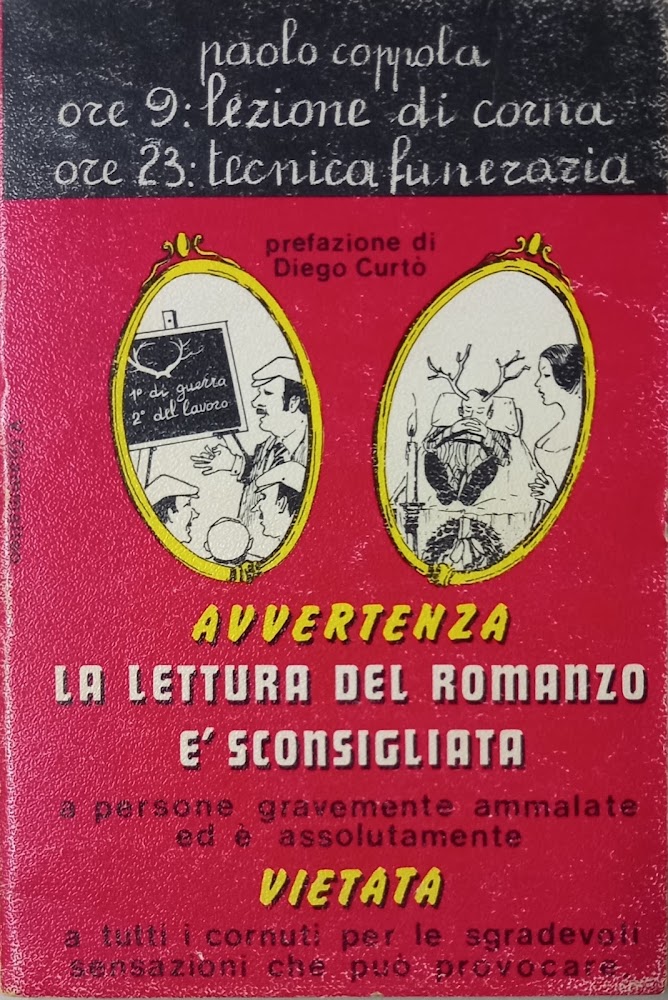 paolo coppola
ore 9: lezione di corna
ore 23: tecnica funeraria
prefazione di
Diego Curtò
1º di guerra
2º del lavoro
AVVERTENZA
LA LETTURA DEL ROMANZO
E' SCONSIGLIATA
a persone gravemente ammalate
ed è assolutamente
VIETATA
a tutti i cornuti per le sgradevoli
sensazioni che può provocare.